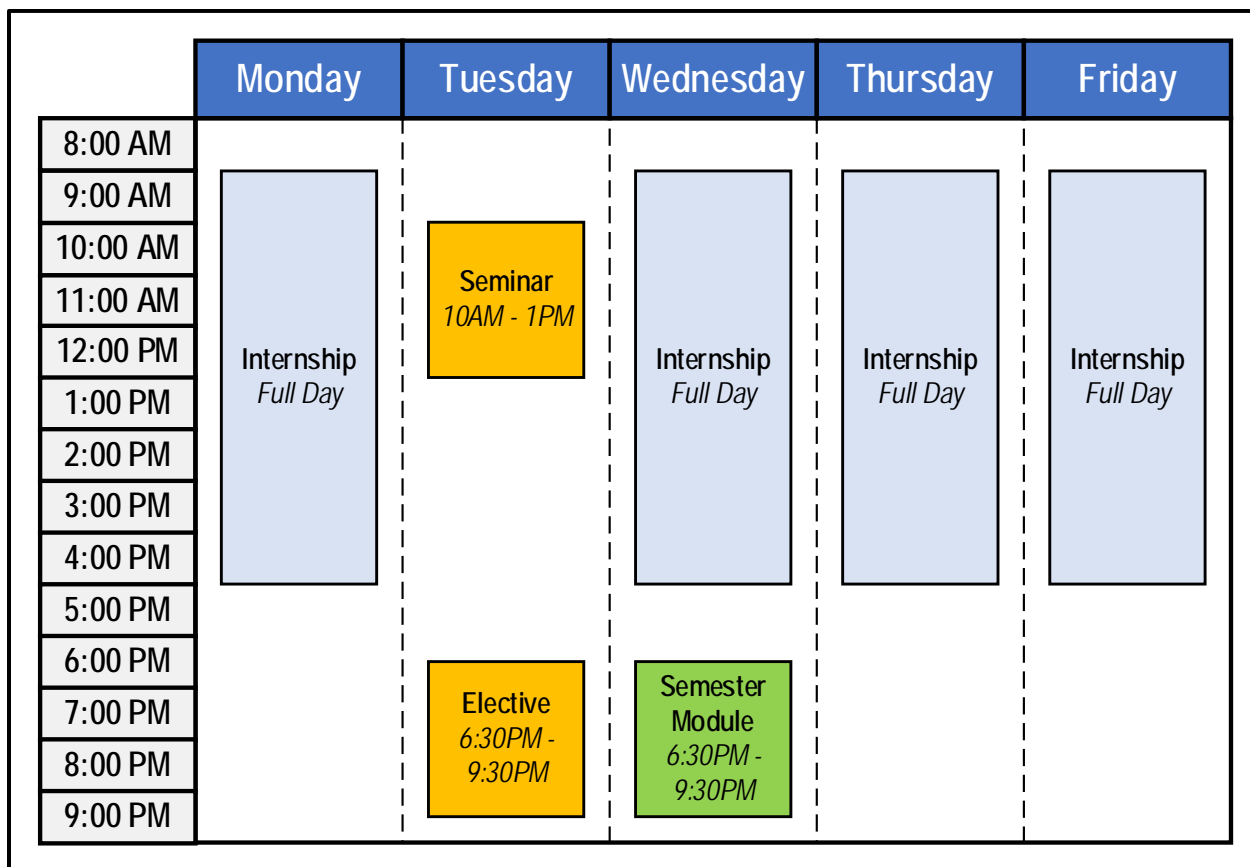 Monday Tuesday Wednesday Thursday Friday
8:00 AM
9:00 AM
10:00 AM
11:00 AM
12:00 PM
1:00 PM
2:00 PM
3:00 PM
4:00 PM
5:00 PM
6:00 PM
7:00 PM
8:00 PM
9:00 PM
Internship
Full Day
Seminar
10AM - 1PM
Elective
6:30PM -
9:30PM
Internship
Full Day
Semester
Module
6:30PM -
9:30PM
Internship
Full Day
Internship
Full Day